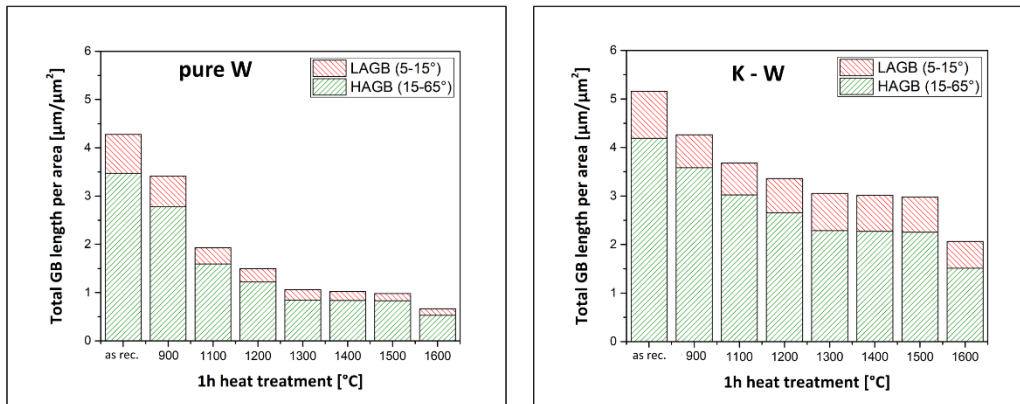 pure W
LAGB (5-15°)
HAGB (15-65°)
Total GB length per area [µm/µm²]
6
5
4
3
2
1
0
as rec. 900 1100 1200 1300 1400 1500 1600
1h heat treatment [°C]
K - W
LAGB (5-15°)
HAGB (15-65°)
Total GB length per area [µm/µm²]
6
5
4
3
2
1
0
as rec. 900 1100 1200 1300 1400 1500 1600
1h heat treatment [°C]